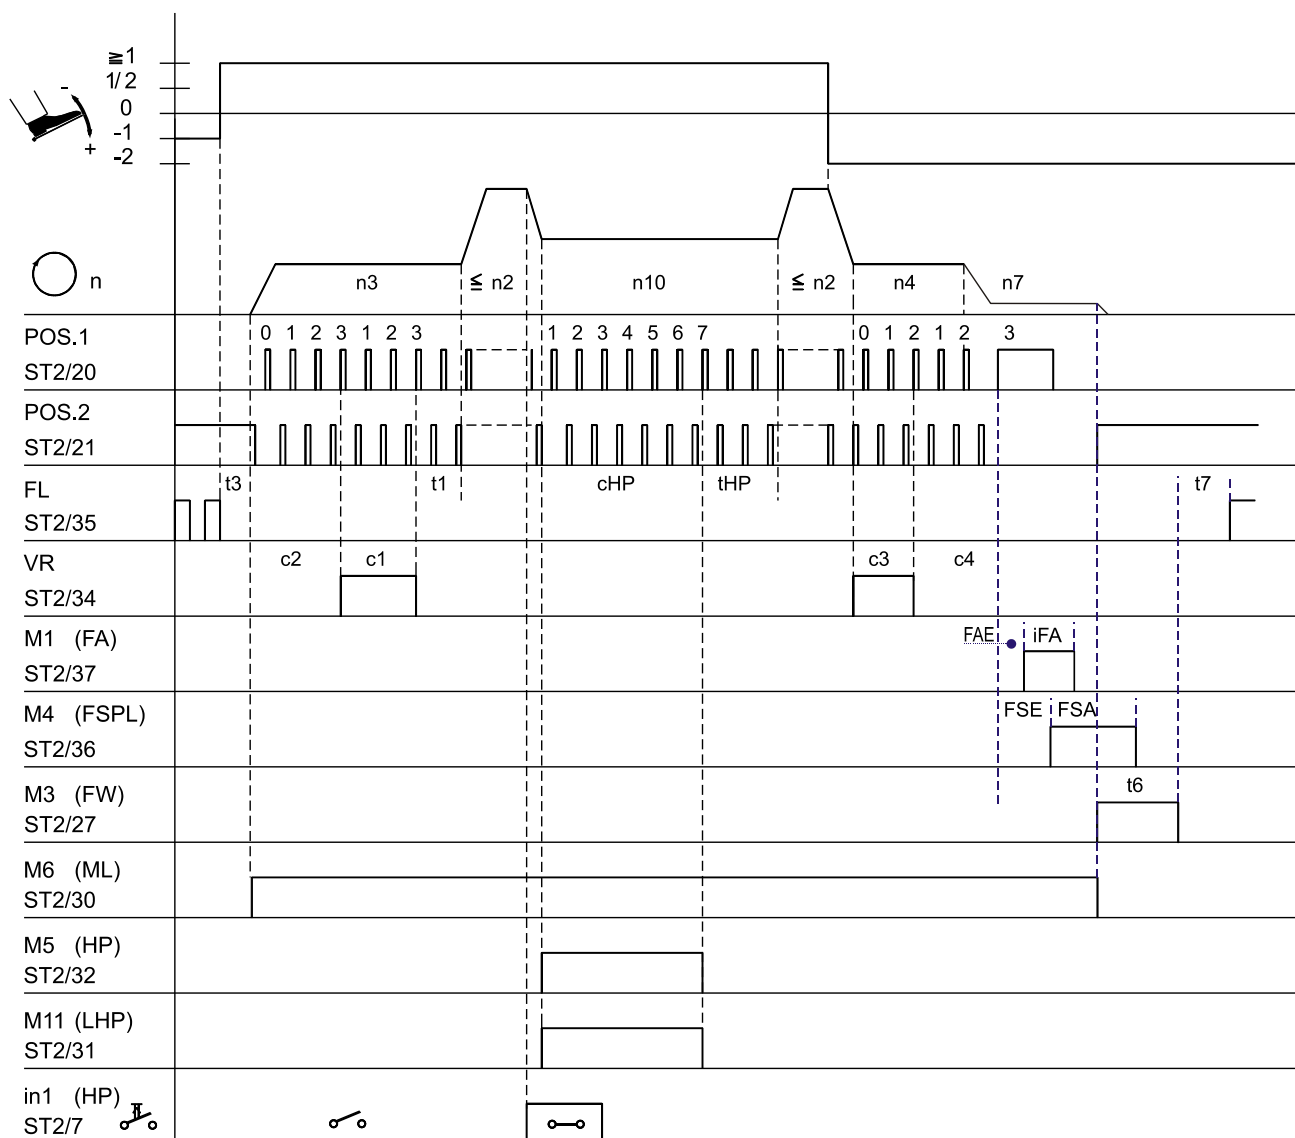 ≧1
1/2
0
-1
-2
-
+
n
n3
≦ n2
n10
≦ n2
n4
n7
POS.1
ST2/20
0 1 2 3 1 2 3
1 2 3 4 5 6 7
0 1 2 1 2 3
POS.2
ST2/21
FL
ST2/35
t3
t1
cHP
tHP
t7
VR
ST2/34
c2
c1
c3
c4
M1 (FA)
ST2/37
FAE
iFA
M4 (FSPL)
ST2/36
FSE
FSA
M3 (FW)
ST2/27
t6
M6 (ML)
ST2/30
M5 (HP)
ST2/32
M11 (LHP)
ST2/31
in1 (HP)
ST2/7